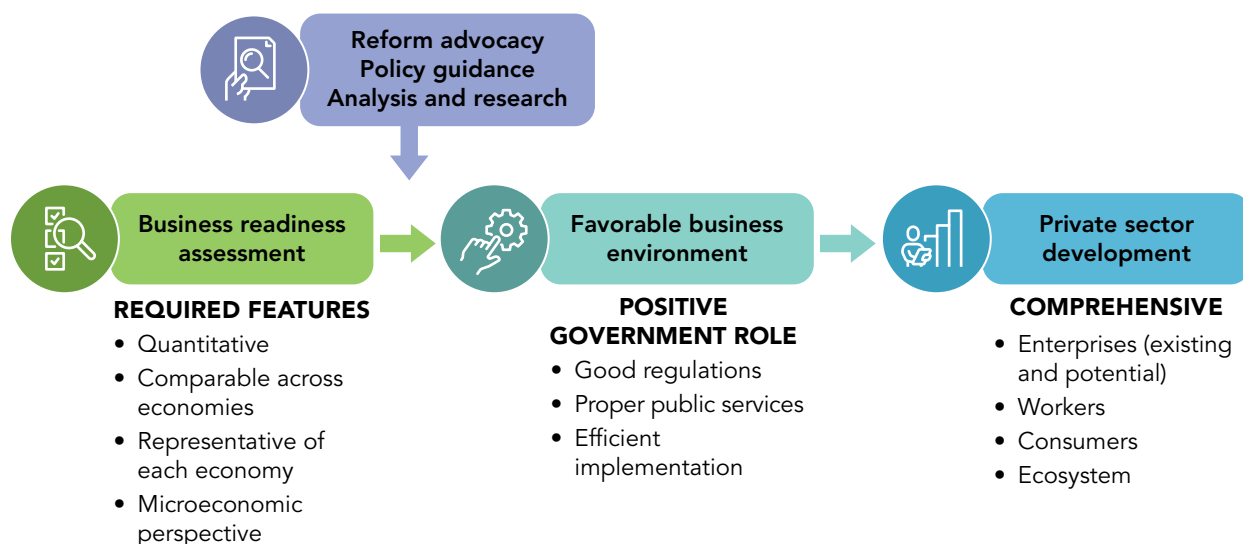 Reform advocacy
Policy guidance
Analysis and research
Business readiness
assessment
REQUIRED FEATURES
• Quantitative
• Comparable across
economies
• Representative of
each economy
• Microeconomic
perspective
Favorable business
environment
POSITIVE
GOVERNMENT ROLE
• Good regulations
• Proper public services
• Efficient
implementation
Private sector
development
COMPREHENSIVE
• Enterprises (existing
and potential)
• Workers
• Consumers
• Ecosystem